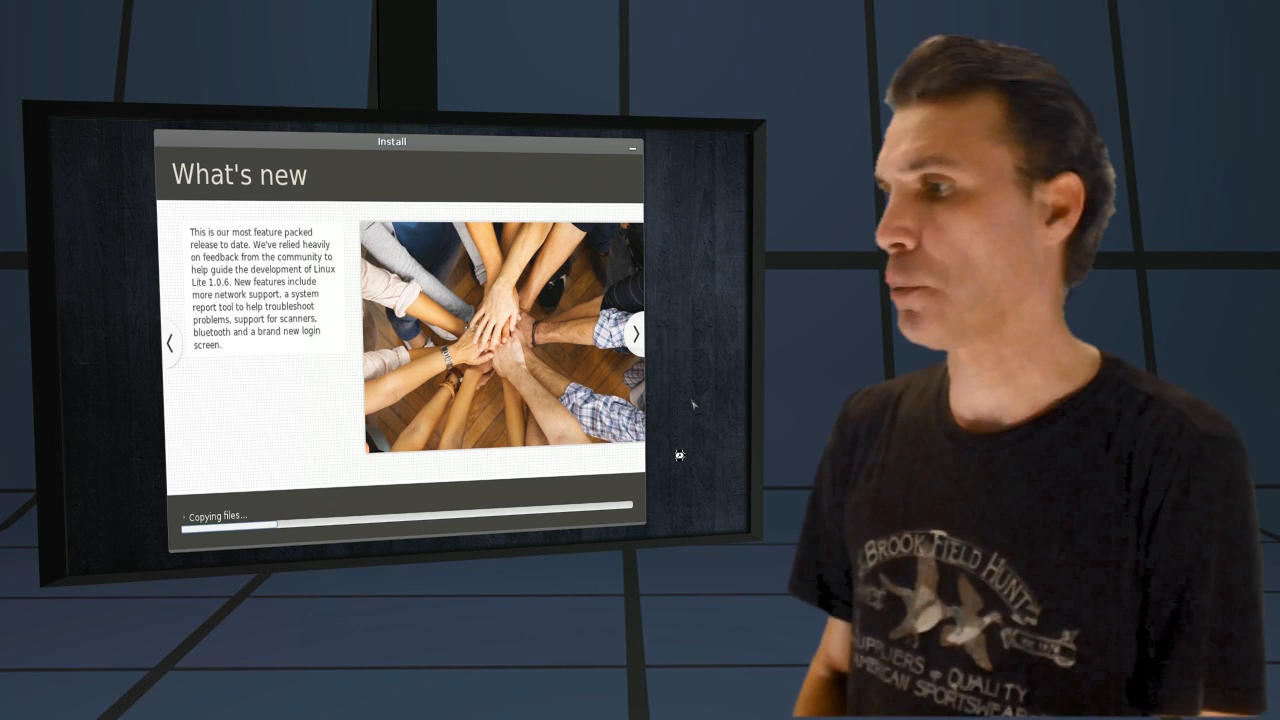 Install
What's new
This is our most feature packed
release to date. We've relied heavily
on feedback from the community to
help guide the development of Linux
Lite 1.0.6. New features include
more network support, a system
report tool to help troubleshoot
problems, support for scanners,
bluetooth and a brand new login
screen.
Copying files...
BROOK FIELD HUNT
SUPPLIERS & QUALITY
AMERICAN SPORTSWEAR